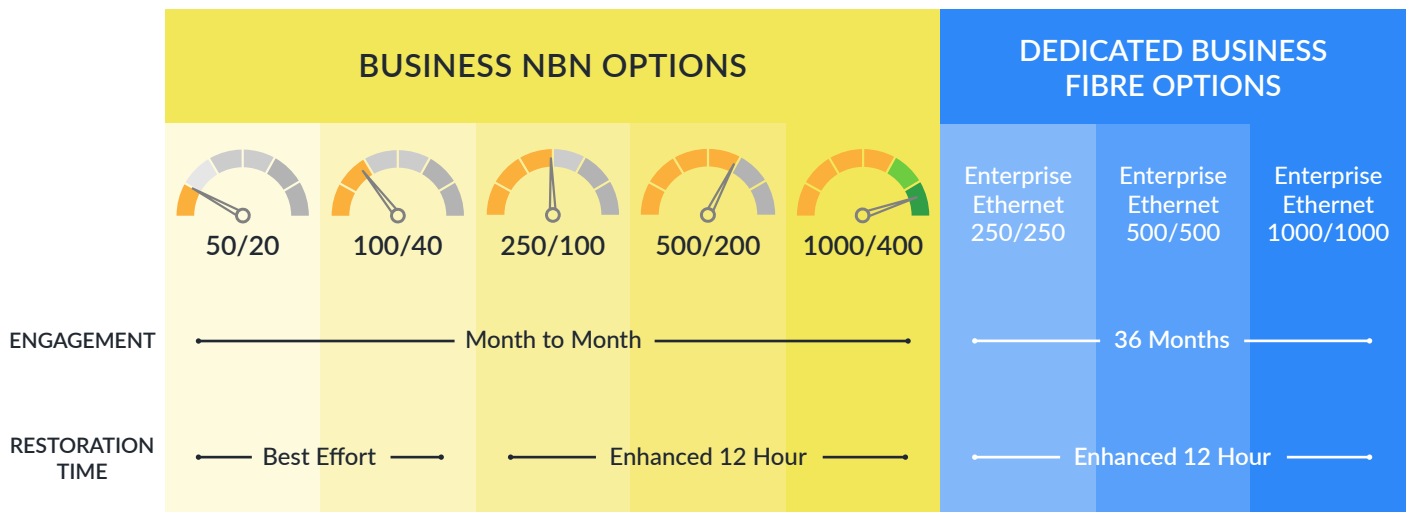 BUSINESS NBN OPTIONS
DEDICATED BUSINESS
FIBRE OPTIONS
50/20
100/40
250/100
500/200
1000/400
Enterprise
Ethernet
250/250
Enterprise
Ethernet
500/500
Enterprise
Ethernet
1000/1000
ENGAGEMENT
Month to Month
36 Months
RESTORATION
TIME
Best Effort
Enhanced 12 Hour
Enhanced 12 Hour